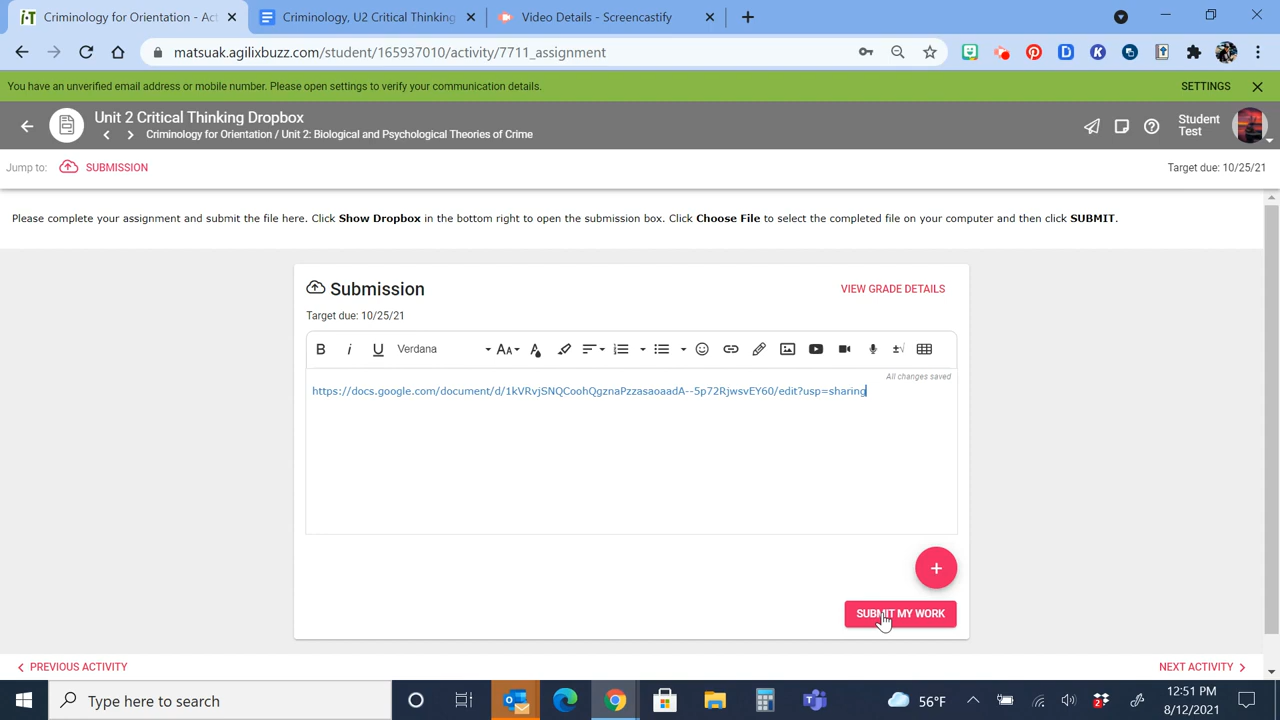 Criminology for Orientation - Act
Criminology, U2 Critical Thinking
Video Details - Screencastify
matsuak.agilixbuzz.com/student/165937010/activity/7711_assignment
You have an unverified email address or mobile number. Please open settings to verify your communication details.
SETTINGS
Unit 2 Critical Thinking Dropbox
Criminology for Orientation / Unit 2: Biological and Psychological Theories of Crime
Student
Test
Jump to:
SUBMISSION
Target due: 10/25/21
Please complete your assignment and submit the file here. Click Show Dropbox in the bottom right to open the submission box. Click Choose File to select the completed file on your computer and then click SUBMIT.
Submission
VIEW GRADE DETAILS
Target due: 10/25/21
B i U Verdana AA A
All changes saved
https://docs.google.com/document/d/1kVRvjSNQCoohQgznaPzzasaoaadA--5p72RjwsvEY60/edit?usp=sharing
SUBMIT MY WORK
PREVIOUS ACTIVITY
NEXT ACTIVITY
Type here to search
56°F
12:51 PM
8/12/2021